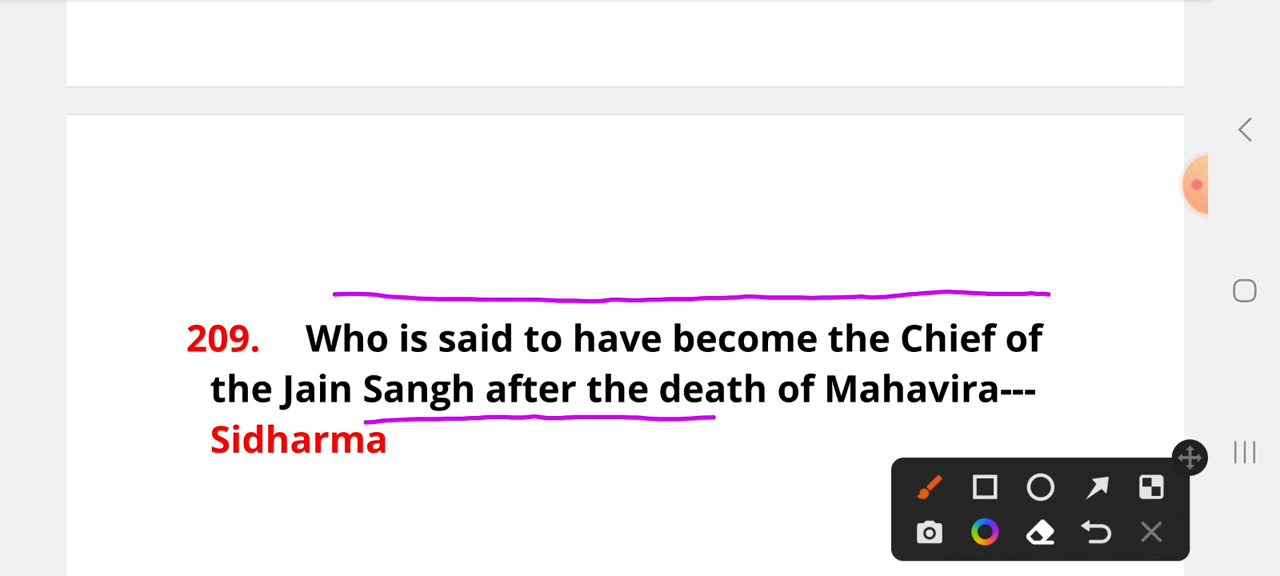 209. Who is said to have become the Chief of
the Jain Sangh after the death of Mahavira---
Sidharma